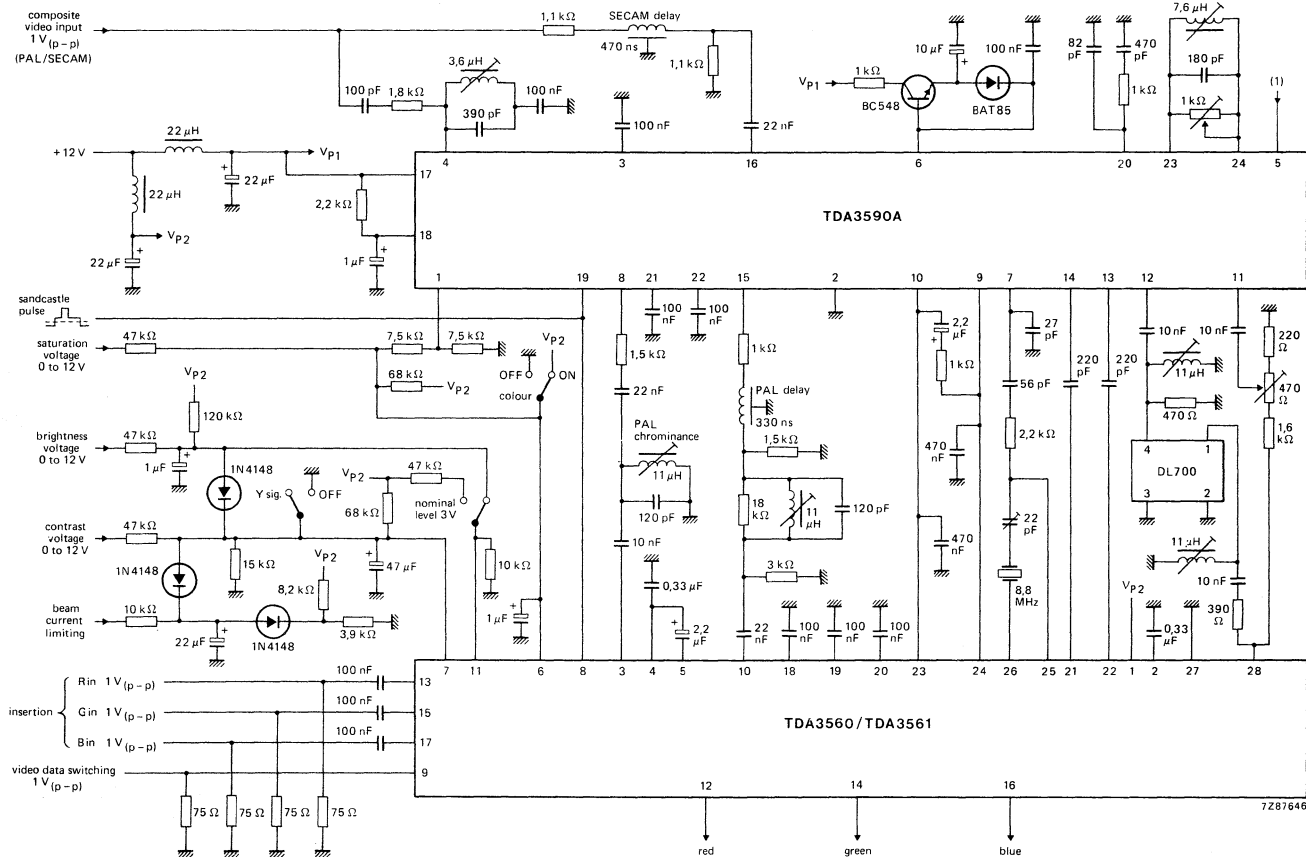 composite
video input
1 V(p–p)
(PAL/SECAM)
1,1 kΩ
SECAM delay
470 ns
1,1 kΩ
3,6 μH
100 pF
1,8 kΩ
390 pF
100 nF
100 nF
22 nF
VP1
1 kΩ
BC548
10 μF
+
100 nF
BAT85
82
pF
470
pF
1 kΩ
7,6 μH
180 pF
1 kΩ
(1)
+12 V
22 μH
VP1
22 μH
+
22 μF
VP2
22 μF
+
2,2 kΩ
1 μF
+
4
3
16
6
20
23
24
5
17
18
TDA3590A
1
19
8
21
22
15
2
10
9
7
14
13
12
11
sandcastle
pulse
saturation
voltage
0 to 12 V
47 kΩ
7,5 kΩ
7,5 kΩ
68 kΩ
VP2
VP2
OFF
ON
colour
VP2
120 kΩ
brightness
voltage
0 to 12 V
47 kΩ
1 μF
+
1N4148
Y sig.
OFF
VP2
47 kΩ
68 kΩ
nominal
level 3 V
contrast
voltage
0 to 12 V
47 kΩ
1N4148
15 kΩ
VP2
8,2 kΩ
47 μF
+
10 kΩ
1 μF
+
beam
current
limiting
10 kΩ
22 μF
+
1N4148
3,9 kΩ
100
nF
100
nF
1,5 kΩ
22 nF
PAL
chrominance
11 μH
120 pF
10 nF
0,33 μF
2,2
μF
+
1 kΩ
PAL delay
330 ns
1,5 kΩ
18
kΩ
11
μH
120 pF
3 kΩ
22
nF
100
nF
100
nF
100
nF
2,2
μF
+
1 kΩ
470
nF
470
nF
27
pF
56 pF
2,2 kΩ
22
pF
8,8
MHz
220
pF
220
pF
10 nF
10 nF
11 μH
470 Ω
220
Ω
470
Ω
1,6
kΩ
4
1
DL700
3
2
11 μH
10 nF
390
Ω
VP2
0,33
μF
7
11
6
8
3
4
5
10
18
19
20
23
24
26
25
21
22
1
2
27
28
insertion
Rin 1 V(p–p)
Gin 1 V(p–p)
Bin 1 V(p–p)
100 nF
100 nF
100 nF
13
15
17
9
video data switching
1 V(p–p)
TDA3560/TDA3561
75 Ω
75 Ω
75 Ω
75 Ω
12
14
16
7Z87646
red
green
blue